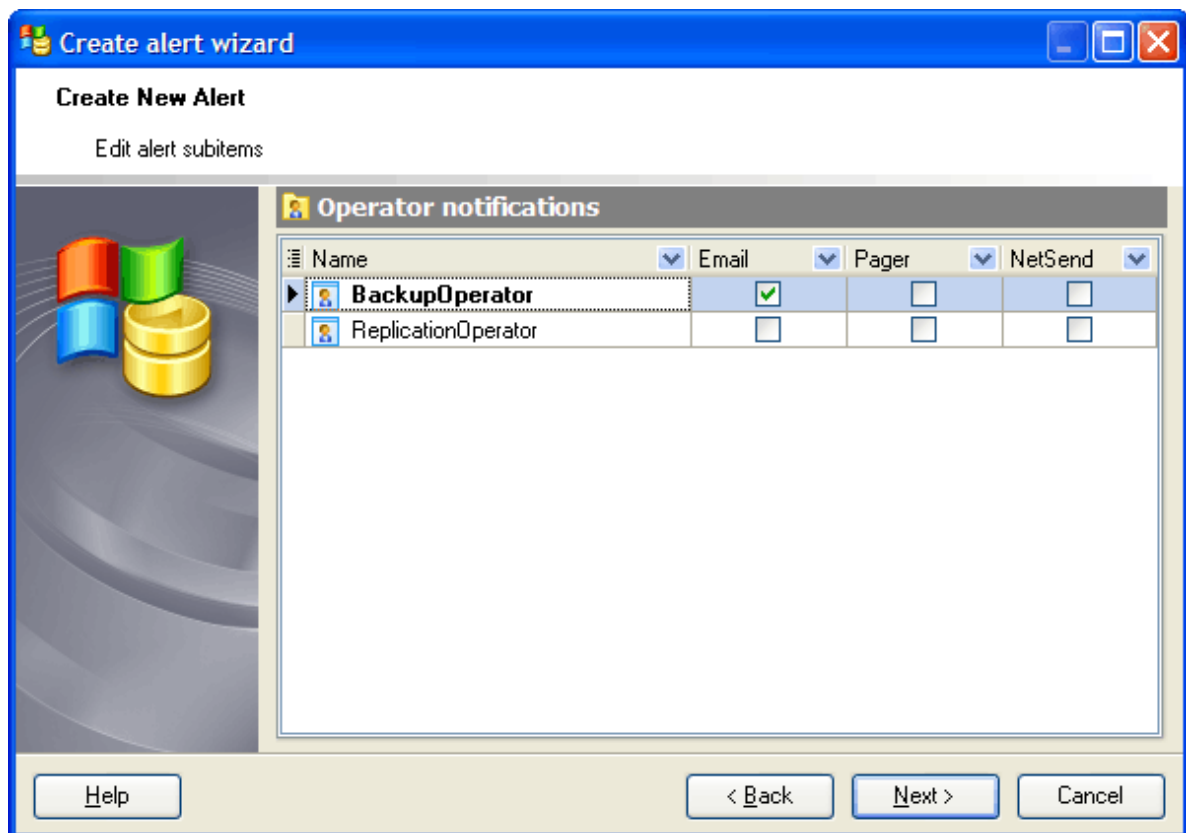 Create alert wizard
Create New Alert
Edit alert subitems
Operator notifications
Name Email Pager NetSend
BackupOperator
ReplicationOperator
Help < Back Next > Cancel